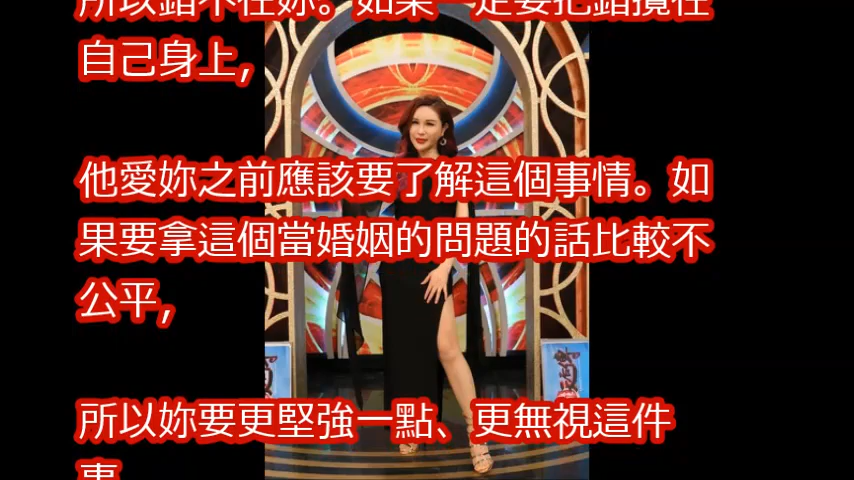 所以錯不在妳。如果一定要把錯攬在
自己身上，
他愛妳之前應該要了解這個事情。如
果要拿這個當婚姻的問題的話比較不
公平，
所以妳要更堅強一點、更無視這件
事